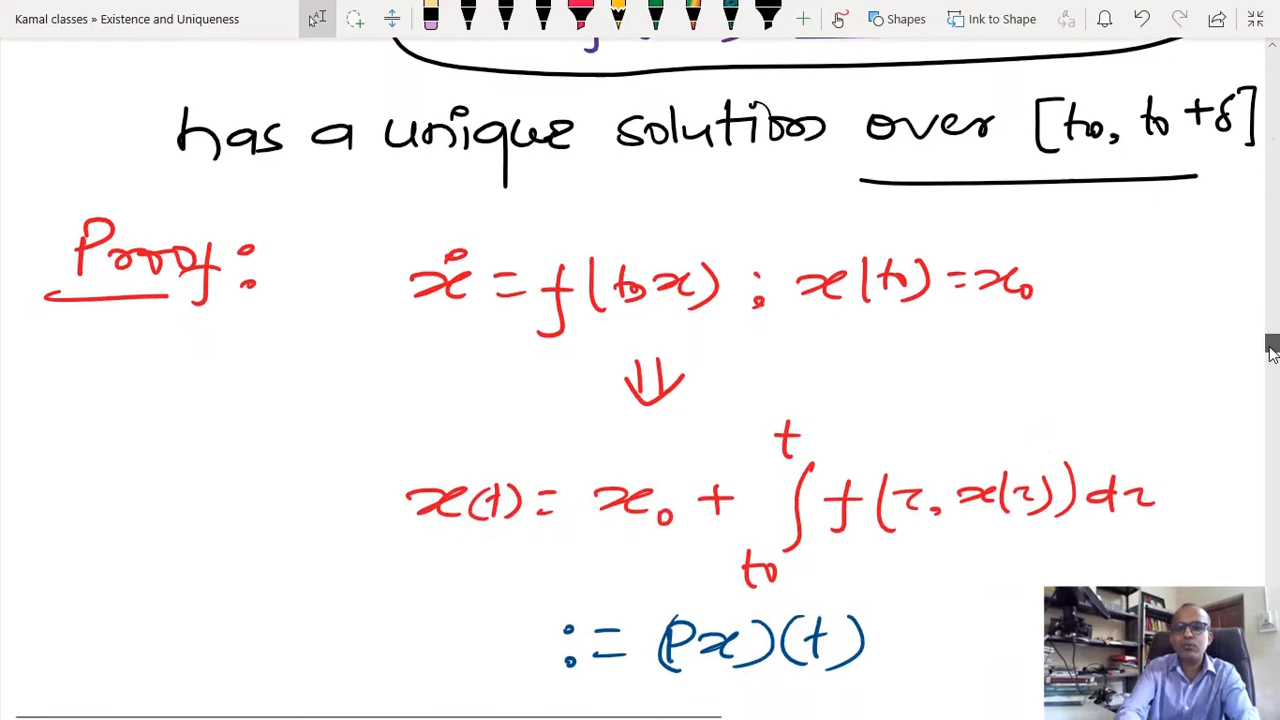 Kamal classes » Existence and Uniqueness
Shapes
Ink to Shape
has a unique solution over [t0, t0 + δ]
Proof:
ẋ = f(t, x) ; x(t0) = x0
⇓
x(t) = x0 + ∫_{t0}^{t} f(τ, x(τ)) dτ
:= (Px)(t)